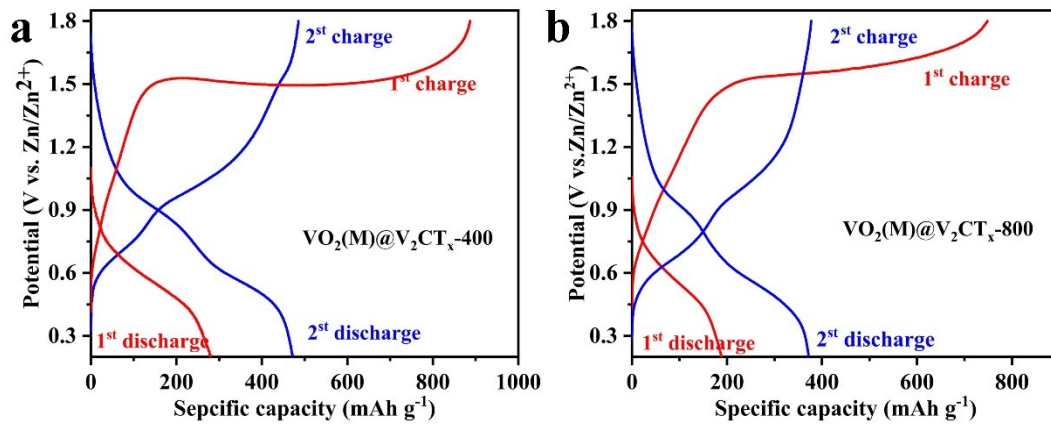 a
1.8
1.5
1.2
0.9
0.6
0.3
Potential (V vs. Zn/Zn²⁺)
2ˢᵗ charge
1ˢᵗ charge
VO₂(M)@V₂CTₓ-400
1ˢᵗ discharge
2ˢᵗ discharge
0 200 400 600 800 1000
Sepcific capacity (mAh g⁻¹)
b
1.8
1.5
1.2
0.9
0.6
0.3
Potential (V vs.Zn/Zn²⁺)
2ˢᵗ charge
1ˢᵗ charge
VO₂(M)@V₂CTₓ-800
1ˢᵗ discharge
2ˢᵗ discharge
0 200 400 600 800
Specific capacity (mAh g⁻¹)